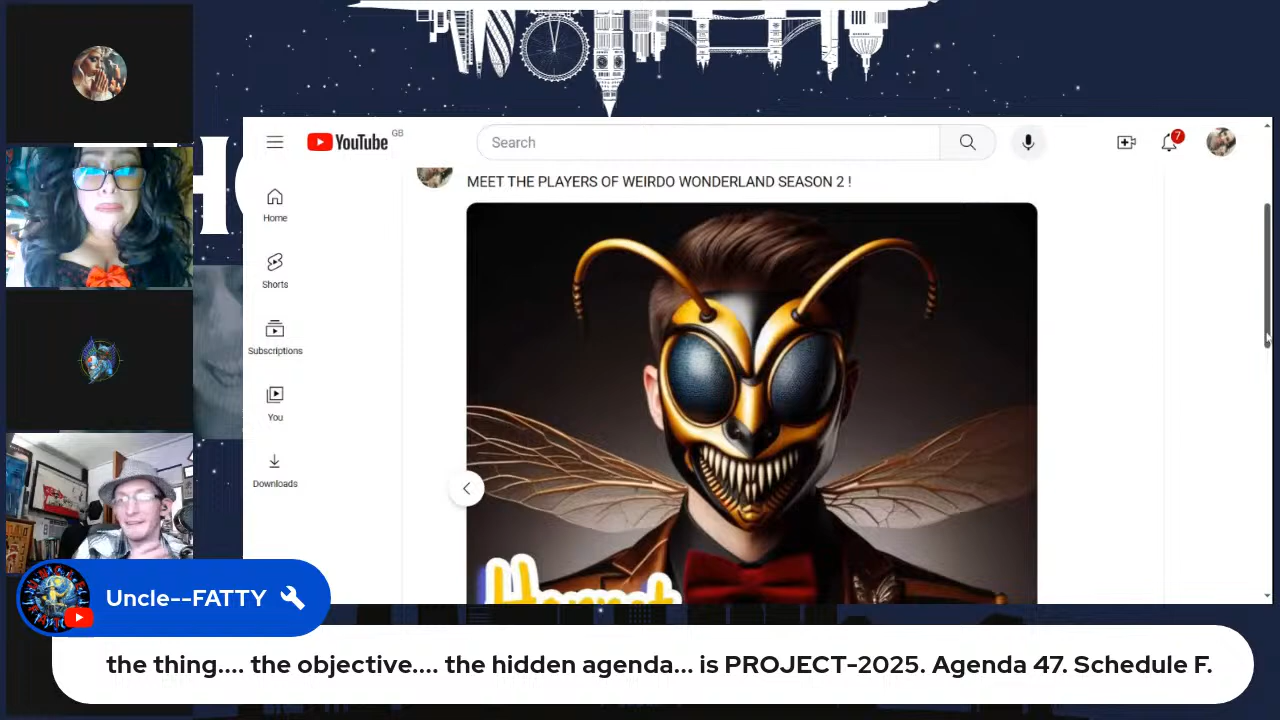 YouTube GB
Search
7
MEET THE PLAYERS OF WEIRDO WONDERLAND SEASON 2 !
Home
Shorts
Subscriptions
You
Downloads
Hornet
Uncle--FATTY
the thing.... the objective.... the hidden agenda... is PROJECT-2025. Agenda 47. Schedule F.